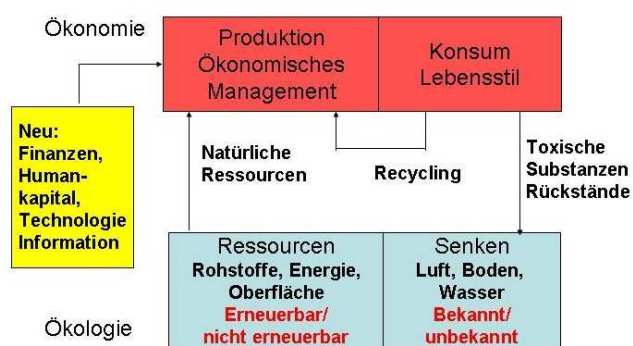 Ökonomie
Produktion
Ökonomisches
Management
Konsum
Lebensstil
Neu:
Finanzen,
Human-
kapital,
Technologie
Information
Natürliche
Ressourcen
Recycling
Toxische
Substanzen
Rückstände
Ressourcen
Rohstoffe, Energie,
Oberfläche
Erneuerbar/
nicht erneuerbar
Senken
Luft, Boden,
Wasser
Bekannt/
unbekannt
Ökologie